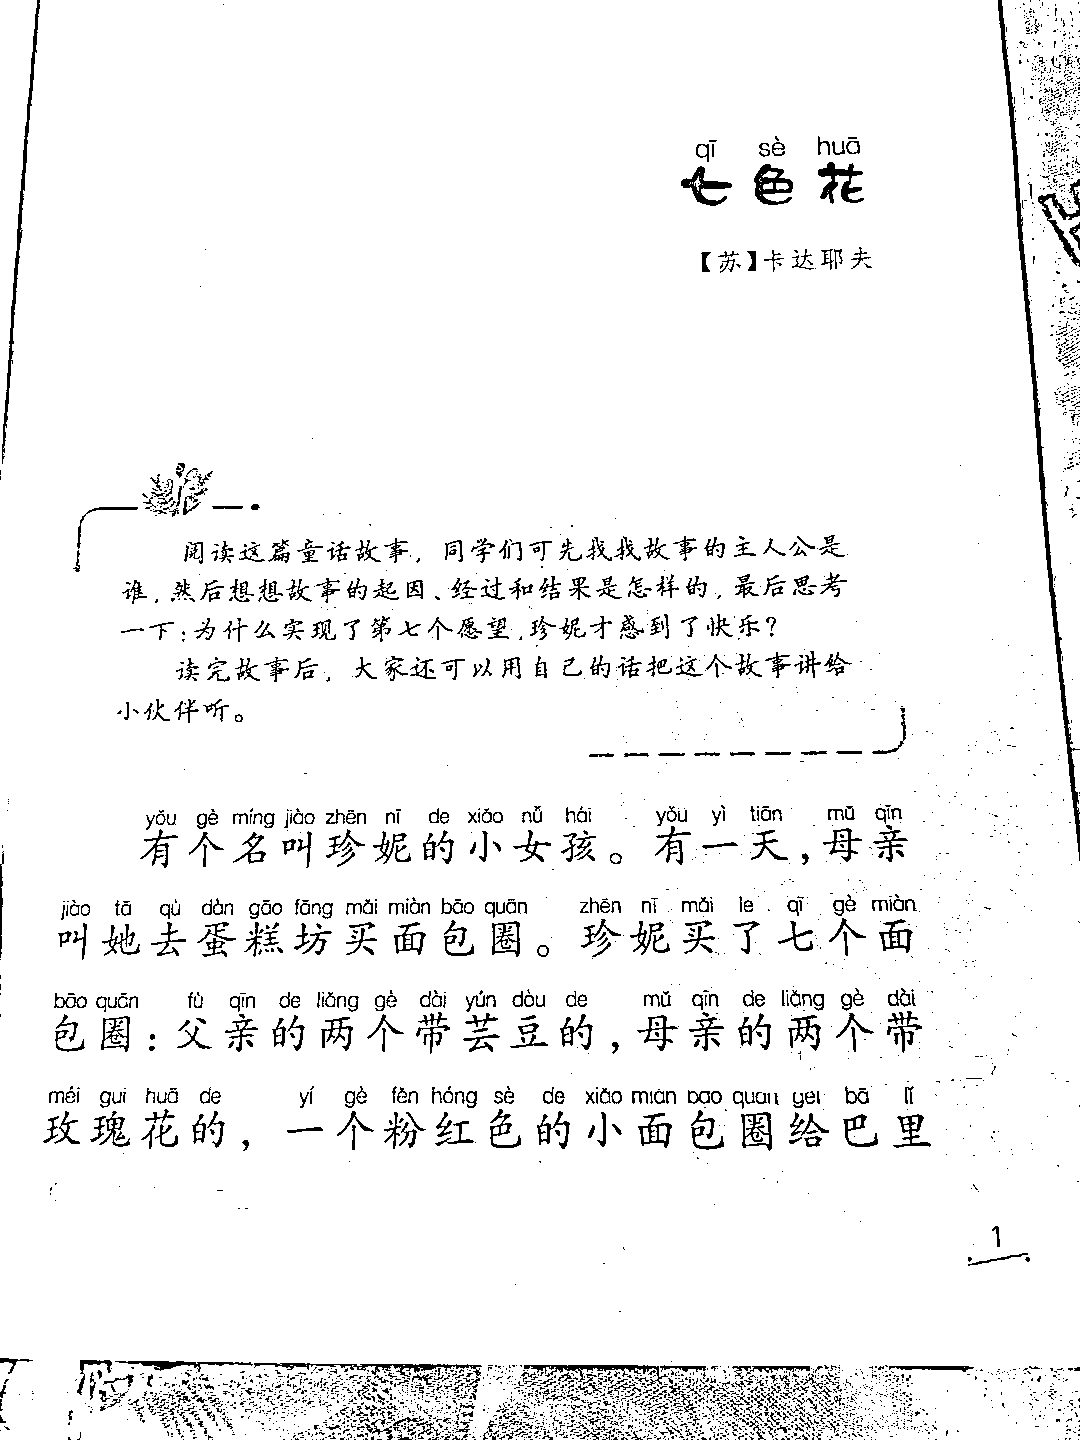 qī sè huā
七色花
【苏】卡达耶夫
阅读这篇童话故事，同学们可先找找故事的主人公是
谁，然后想想故事的起因、经过和结果是怎样的，最后思考
一下：为什么实现了第七个愿望，珍妮才感到了快乐？
读完故事后，大家还可以用自己的话把这个故事讲给
小伙伴听。
yǒu gè míng jiào zhēn nī de xiǎo nǚ hái yǒu yì tiān mǔ qīn
有个名叫珍妮的小女孩。有一天，母亲
jiào tā qù dàn gāo fāng mǎi miàn bāo quān zhēn nī mǎi le qī gè miàn
叫她去蛋糕坊买面包圈。珍妮买了七个面
bāo quān fù qīn de liǎng gè dài yún dòu de mǔ qīn de liǎng gè dài
包圈：父亲的两个带芸豆的，母亲的两个带
méi gui huā de yí gè fěn hóng sè de xiǎo miàn bāo quān gěi bā lǐ
玫瑰花的，一个粉红色的小面包圈给巴里
1